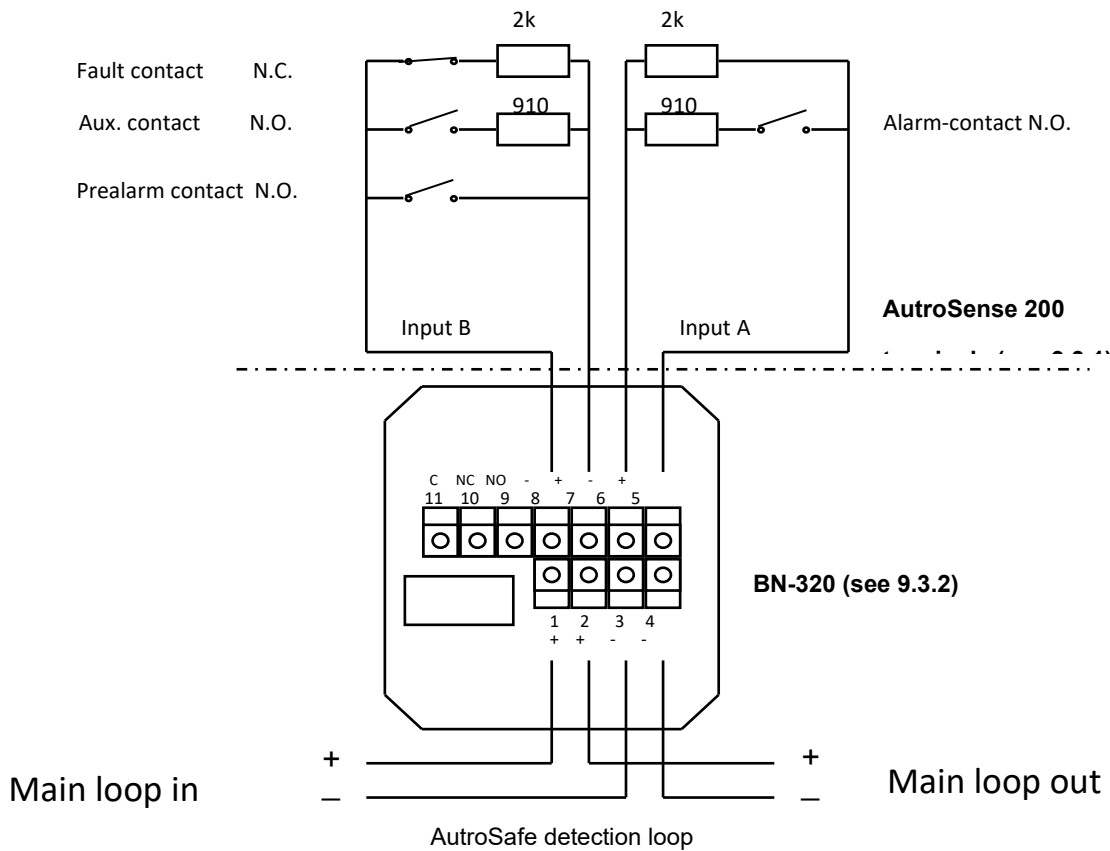 2k 2k
Fault contact N.C.
910 910
Aux. contact N.O. Alarm-contact N.O.
Prealarm contact N.O.
AutroSense 200
Input B Input A
C NC NO - + - +
11 10 9 8 7 6 5
BN-320 (see 9.3.2)
1 2 3 4
+ + - -
+ +
Main loop in Main loop out
– –
AutroSafe detection loop